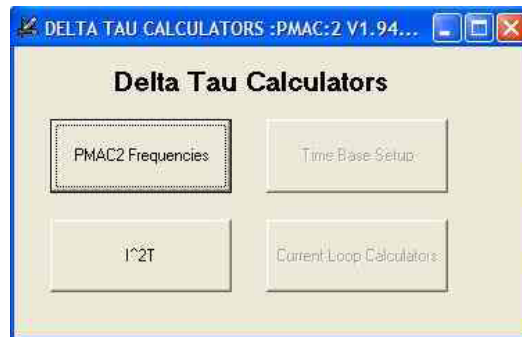 DELTA TAU CALCULATORS :PMAC:2 V1.94...
Delta Tau Calculators
PMAC2 Frequencies
Time Base Setup
I^2T
Current Loop Calculators